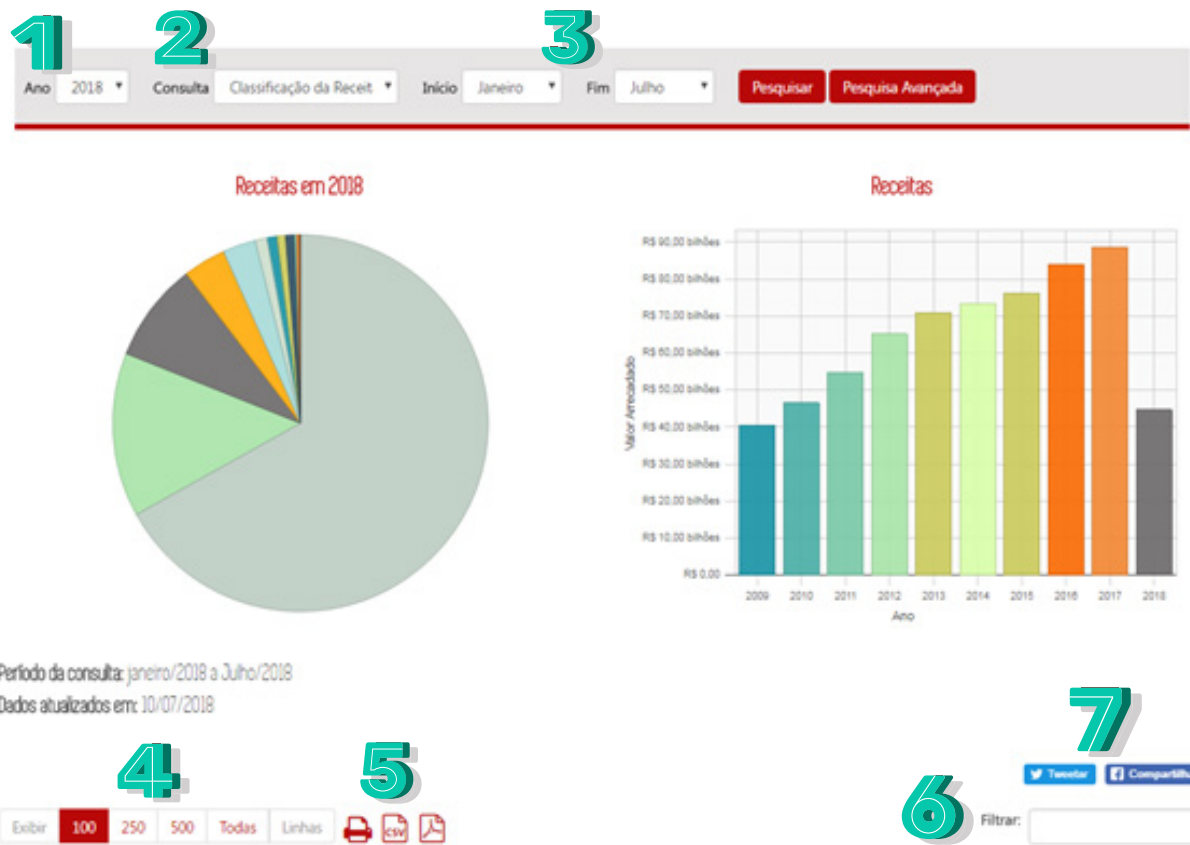 1 2 3
Ano 2018 Consulta Classificação da Receit Início Janeiro Fim Julho Pesquisar Pesquisa Avançada
Receitas em 2018
Receitas
R$ 90,00 bilhões
R$ 80,00 bilhões
R$ 70,00 bilhões
R$ 60,00 bilhões
R$ 50,00 bilhões
R$ 40,00 bilhões
R$ 30,00 bilhões
R$ 20,00 bilhões
R$ 10,00 bilhões
R$ 0,00
Valor Arrecadado
2009 2010 2011 2012 2013 2014 2015 2016 2017 2018
Ano
Período da consulta: janeiro/2018 a Julho/2018
Dados atualizados em: 10/07/2018
7
Tweetar Compartilh
4 5 6
Exibir 100 250 500 Todas Linhas CSV
Filtrar: